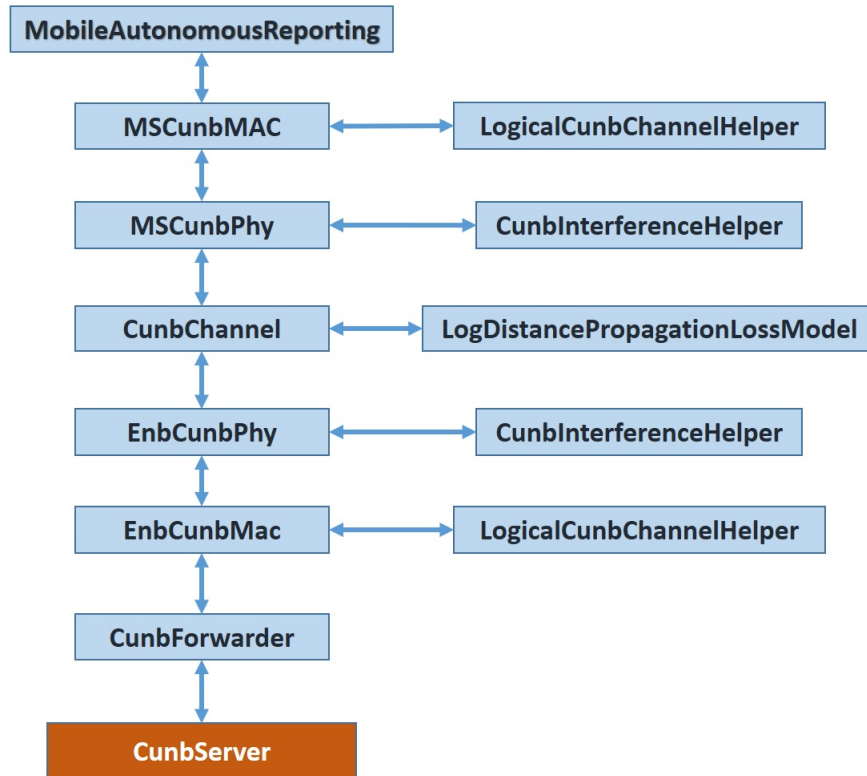 MobileAutonomousReporting
MSCunbMAC
LogicalCunbChannelHelper
MSCunbPhy
CunbInterferenceHelper
CunbChannel
LogDistancePropagationLossModel
EnbCunbPhy
CunbInterferenceHelper
EnbCunbMac
LogicalCunbChannelHelper
CunbForwarder
CunbServer